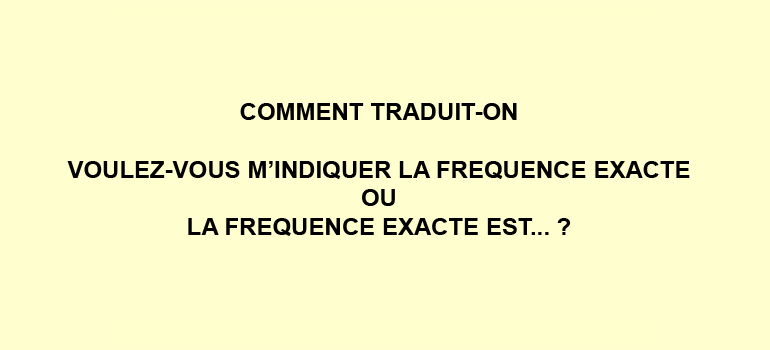 COMMENT TRADUIT-ON
VOULEZ-VOUS M’INDIQUER LA FREQUENCE EXACTE
OU
LA FREQUENCE EXACTE EST... ?